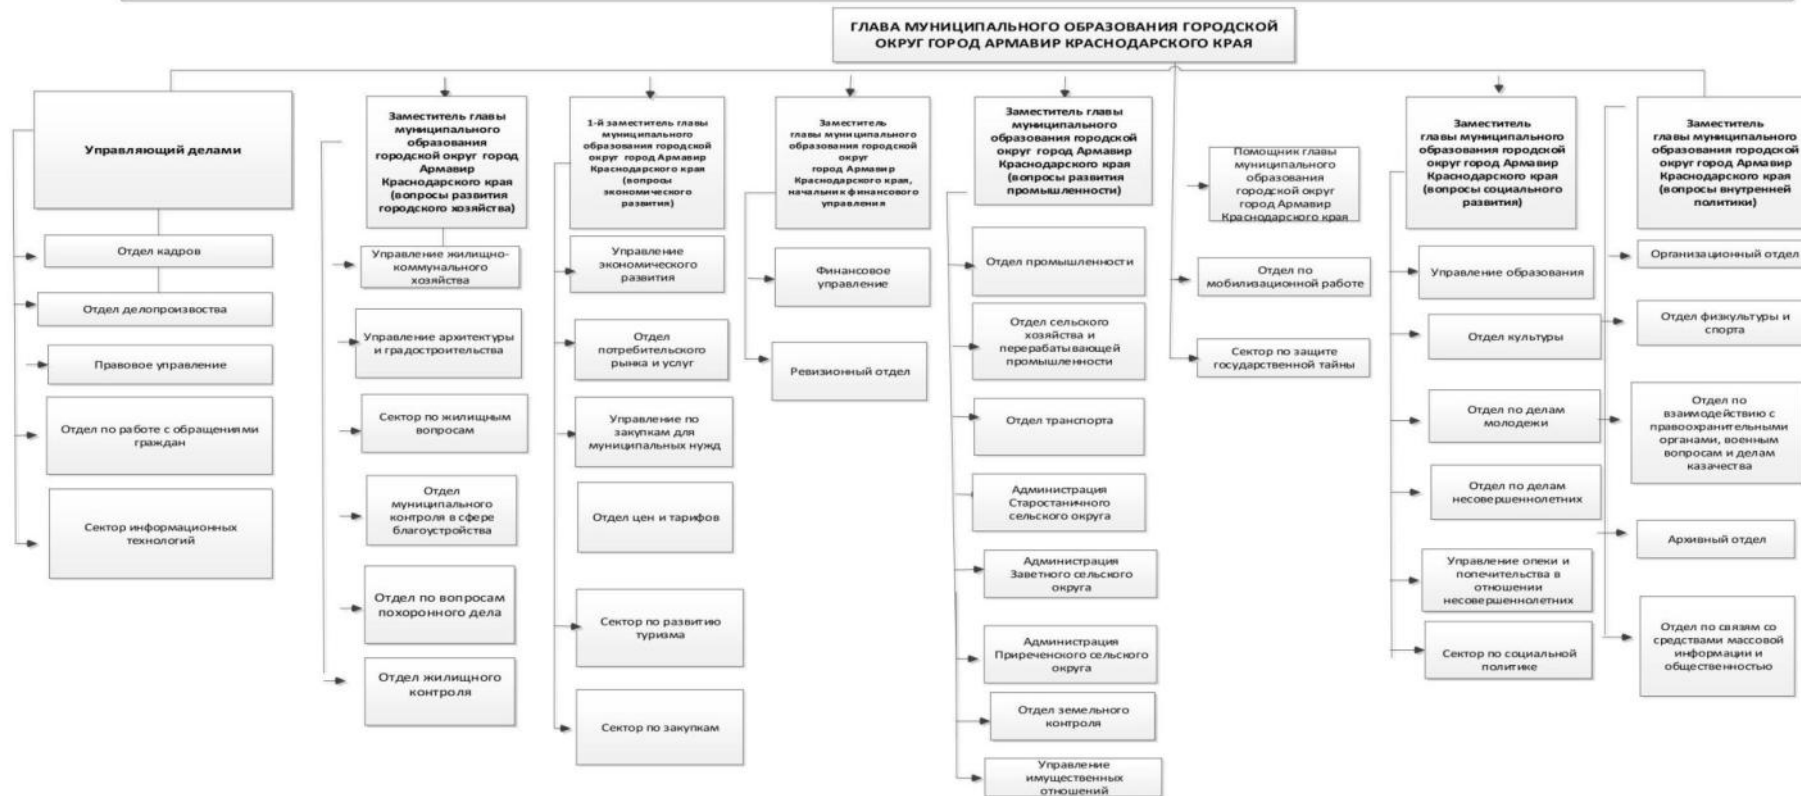 ГЛАВА МУНИЦИПАЛЬНОГО ОБРАЗОВАНИЯ ГОРОДСКОЙ
ОКРУГ ГОРОД АРМАВИР КРАСНОДАРСКОГО КРАЯ
Управляющий делами
Отдел кадров
Отдел делопроизвоства
Правовое управление
Отдел по работе с обращениями
граждан
Сектор информационных
технологий
Заместитель главы
муниципального
образования
городской округ город
Армавир
Краснодарского края
(вопросы развития
городского хозяйства)
Управление жилищно-
коммунального
хозяйства
Управление архитектуры
и градостроительства
Сектор по жилищным
вопросам
Отдел
муниципального
контроля в сфере
благоустройства
Отдел по вопросам
похоронного дела
Отдел жилищного
контроля
1-й заместитель главы
муниципального
образования городской
округ город Армавир
Краснодарского края
(вопросы
экономического
развития)
Управление
экономического
развития
Отдел
потребительского
рынка и услуг
Управление по
закупкам для
муниципальных нужд
Отдел цен и тарифов
Сектор по развитию
туризма
Сектор по закупкам
Заместитель
главы муниципального
образования городской
округ
город Армавир
Краснодарского края,
начальник финансового
управления
Финансовое
управление
Ревизионный отдел
Заместитель главы
муниципального
образования городской
округ город Армавир
Краснодарского края
(вопросы развития
промышленности)
Отдел промышленности
Отдел сельского
хозяйства и
перерабатывающей
промышленности
Отдел транспорта
Администрация
Старостаничного
сельского округа
Администрация
Заветного сельского
округа
Администрация
Приреченского сельского
округа
Отдел земельного
контроля
Управление
имущественных
отношений
Помощник главы
муниципального
образования
городской округ
город Армавир
Краснодарского края
Отдел по
мобилизационной работе
Сектор по защите
государственной тайны
Заместитель
главы муниципального
образования городской
округ город Армавир
Краснодарского края
(вопросы социального
развития)
Управление образования
Отдел культуры
Отдел по делам
молодежи
Отдел по делам
несовершеннолетних
Управление опеки и
попечительства в
отношении
несовершеннолетних
Сектор по социальной
политике
Заместитель
главы муниципального
образования городской
округ город Армавир
Краснодарского края
(вопросы внутренней
политики)
Организационный отдел
Отдел физкультуры и
спорта
Отдел по
взаимодействию с
правоохранительными
органами, военным
вопросам и делам
казачества
Архивный отдел
Отдел по связям со
средствами массовой
информации и
общественностью